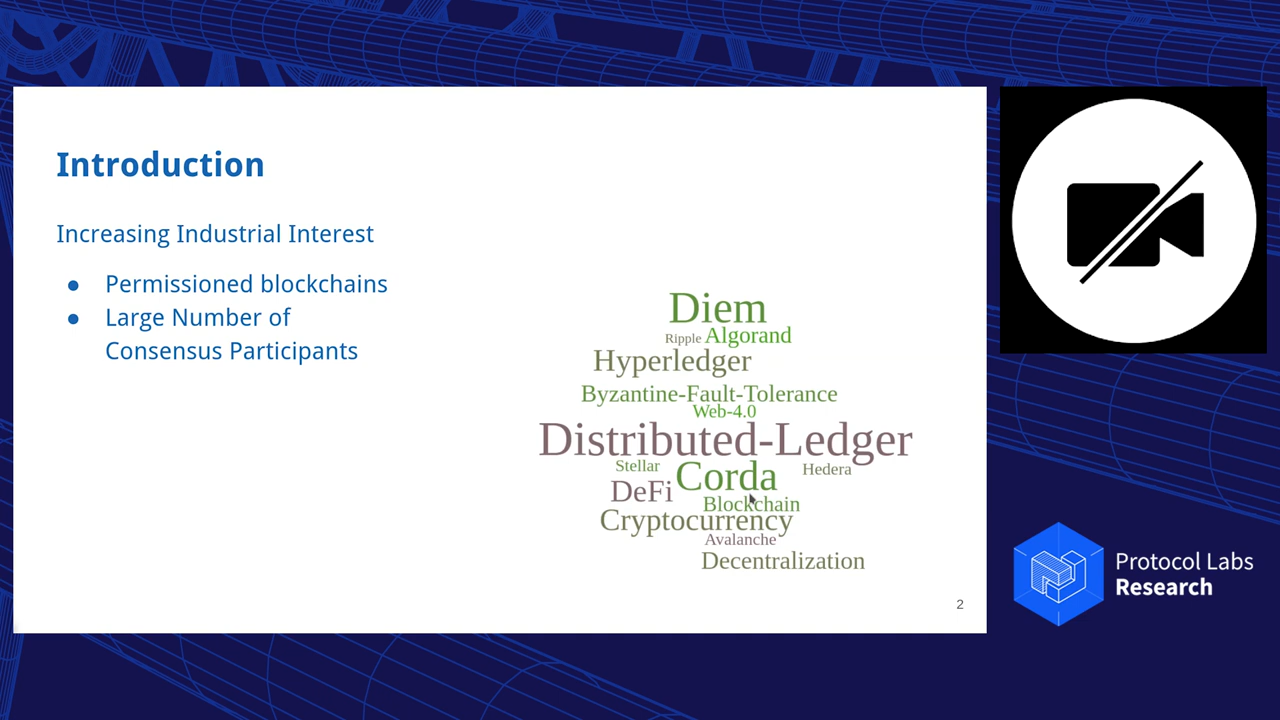 Introduction
Increasing Industrial Interest
● Permissioned blockchains
● Large Number of
Consensus Participants
Diem
Ripple Algorand
Hyperledger
Byzantine-Fault-Tolerance
Web-4.0
Distributed-Ledger
Stellar Corda Hedera
DeFi
Blockchain
Cryptocurrency
Avalanche
Decentralization
2
Protocol Labs
Research